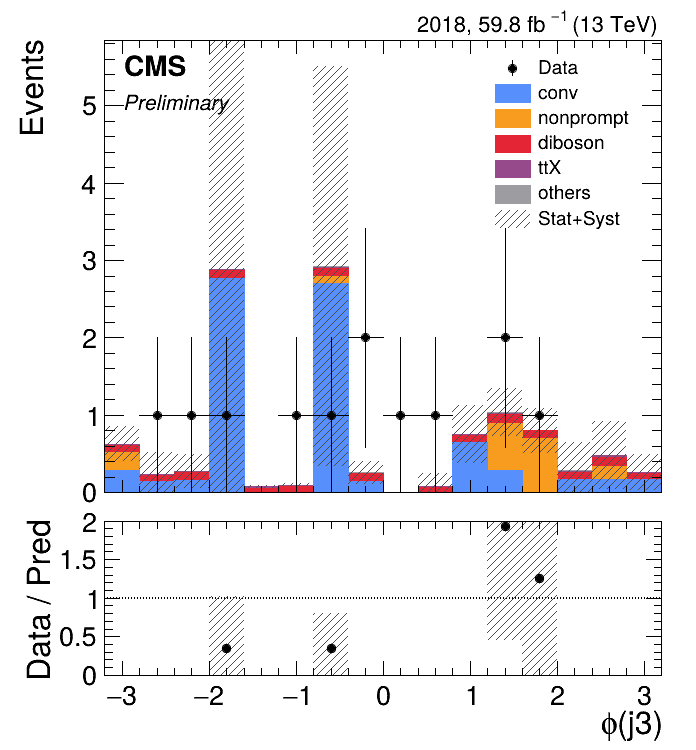 2018, 59.8 fb⁻¹ (13 TeV)
CMS
Preliminary
Events
Data
conv
nonprompt
diboson
ttX
others
Stat+Syst
5
4
3
2
1
0
Data / Pred
2
1.5
1
0.5
0
−3 −2 −1 0 1 2 3
ϕ(j3)